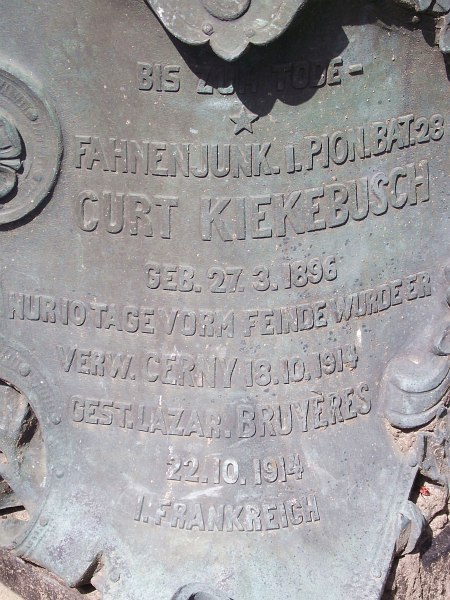 BIS ZUM TODE -
FAHNENJUNK. I. PION. BAT. 28
CURT KIEKEBUSCH
GEB. 27. 3. 1896
NUR 10 TAGE VORM FEINDE WURDE ER
VERW. CERNY 18.10.1914
GEST. LAZAR. BRUYÈRES
22.10.1914
I. FRANKREICH